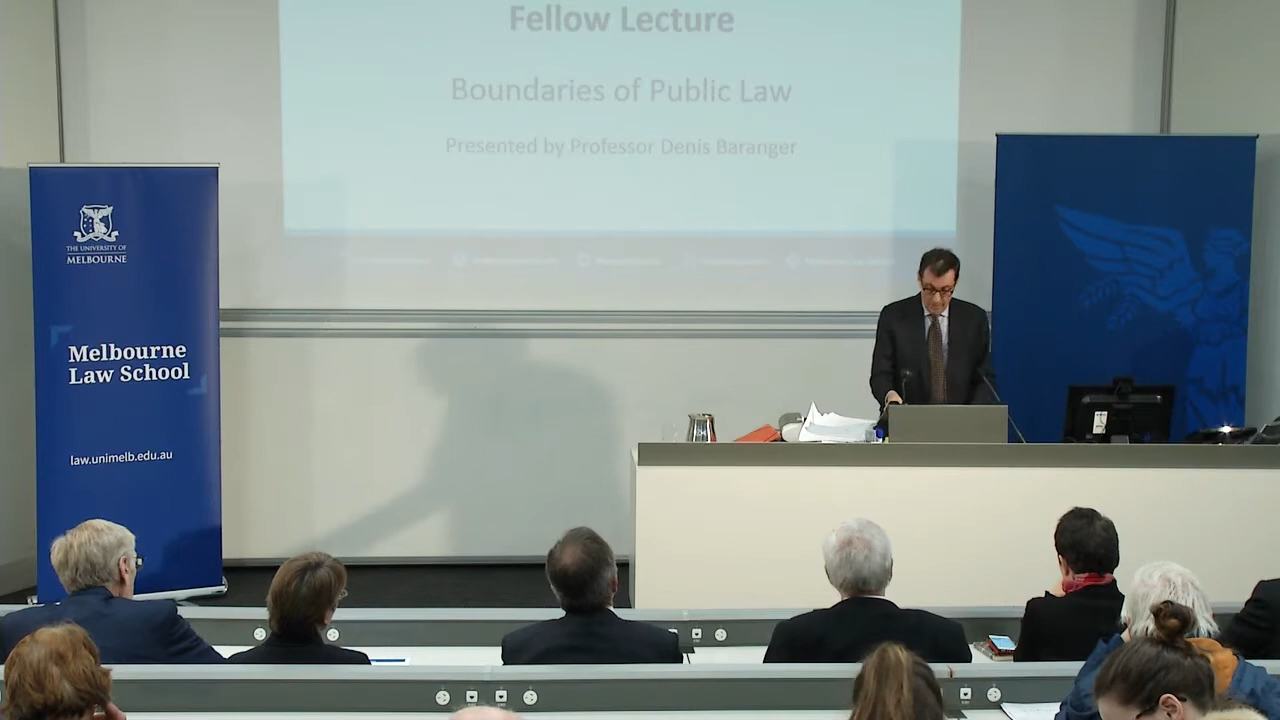 Fellow Lecture
Boundaries of Public Law
Presented by Professor Denis Baranger
THE UNIVERSITY OF
MELBOURNE
Melbourne
Law School
law.unimelb.edu.au